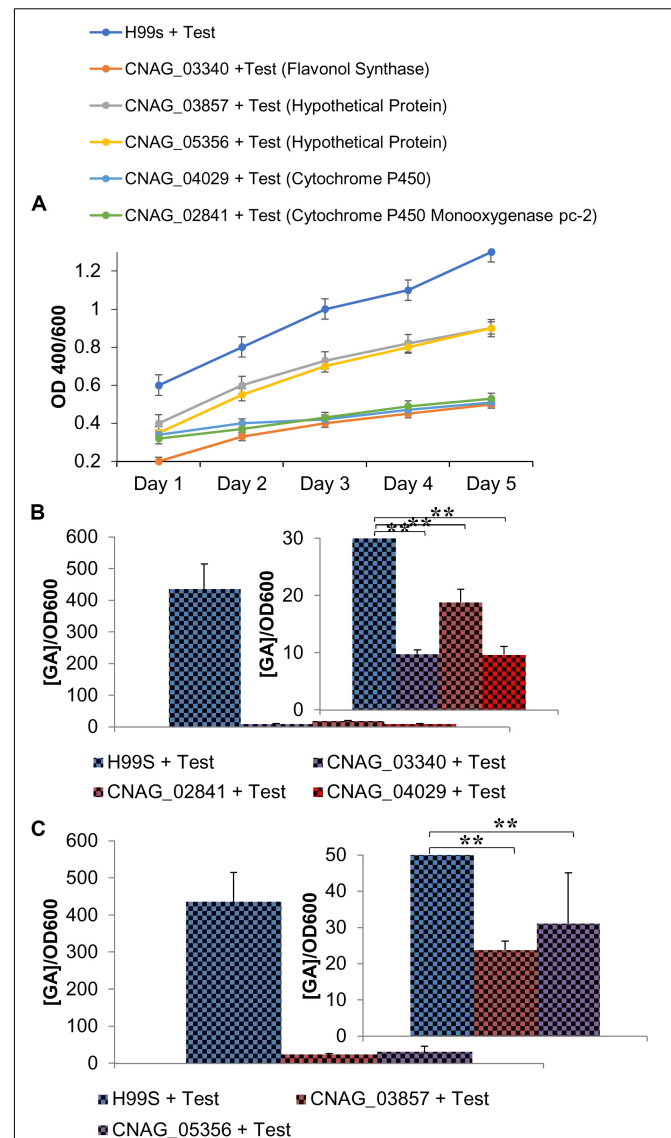 H99s + Test
CNAG_03340 +Test (Flavonol Synthase)
CNAG_03857 + Test (Hypothetical Protein)
CNAG_05356 + Test (Hypothetical Protein)
CNAG_04029 + Test (Cytochrome P450)
A
CNAG_02841 + Test (Cytochrome P450 Monooxygenase pc-2)
OD 400/600
1.2
1
0.8
0.6
0.4
0.2
Day 1 Day 2 Day 3 Day 4 Day 5
B
[GA]/OD600
600
500
400
300
200
100
0
[GA]/OD600
30
20
10
0
**
**
**
H99S + Test CNAG_03340 + Test
CNAG_02841 + Test CNAG_04029 + Test
C
[GA]/OD600
600
500
400
300
200
100
0
[GA]/OD600
50
40
30
20
10
0
**
**
H99S + Test CNAG_03857 + Test
CNAG_05356 + Test